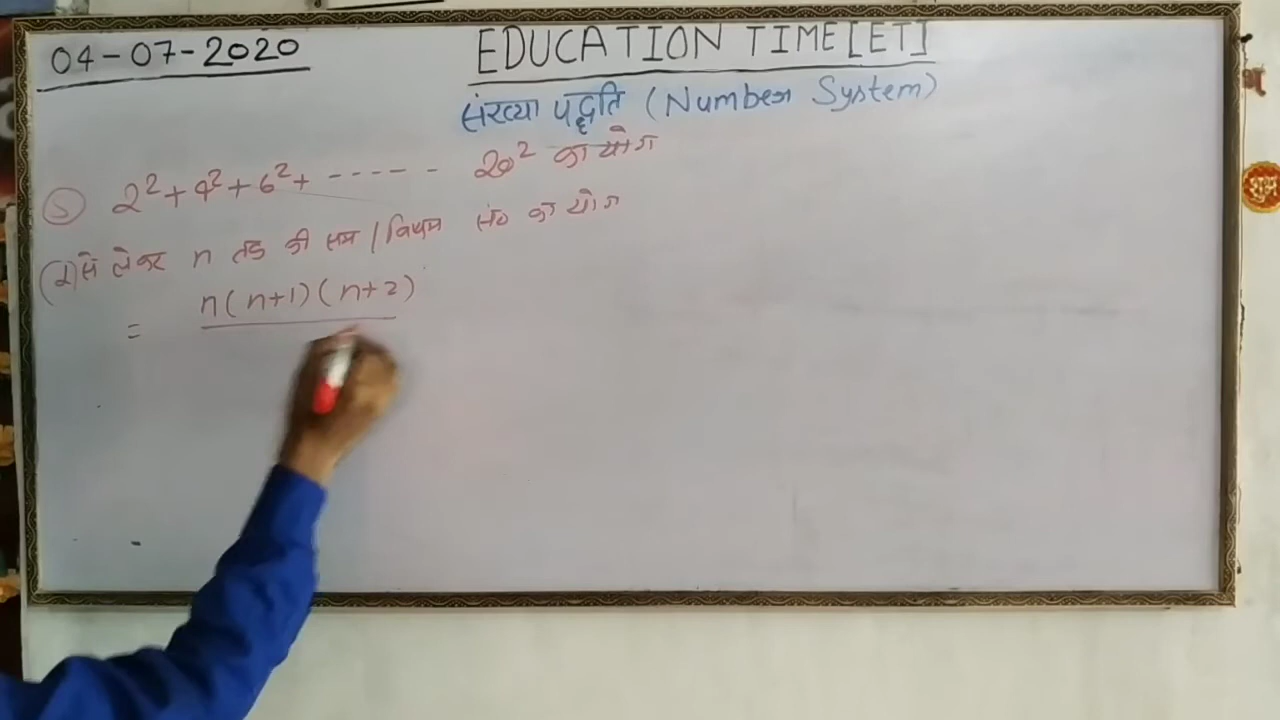 04-07-2020
EDUCATION TIME [ET]
संख्या पद्धति (Number System)
5 2²+4²+6²+ ----- 20² का योग
(1) से लेकर n तक की सम / विषम सं० का योग
= n(n+1)(n+2)